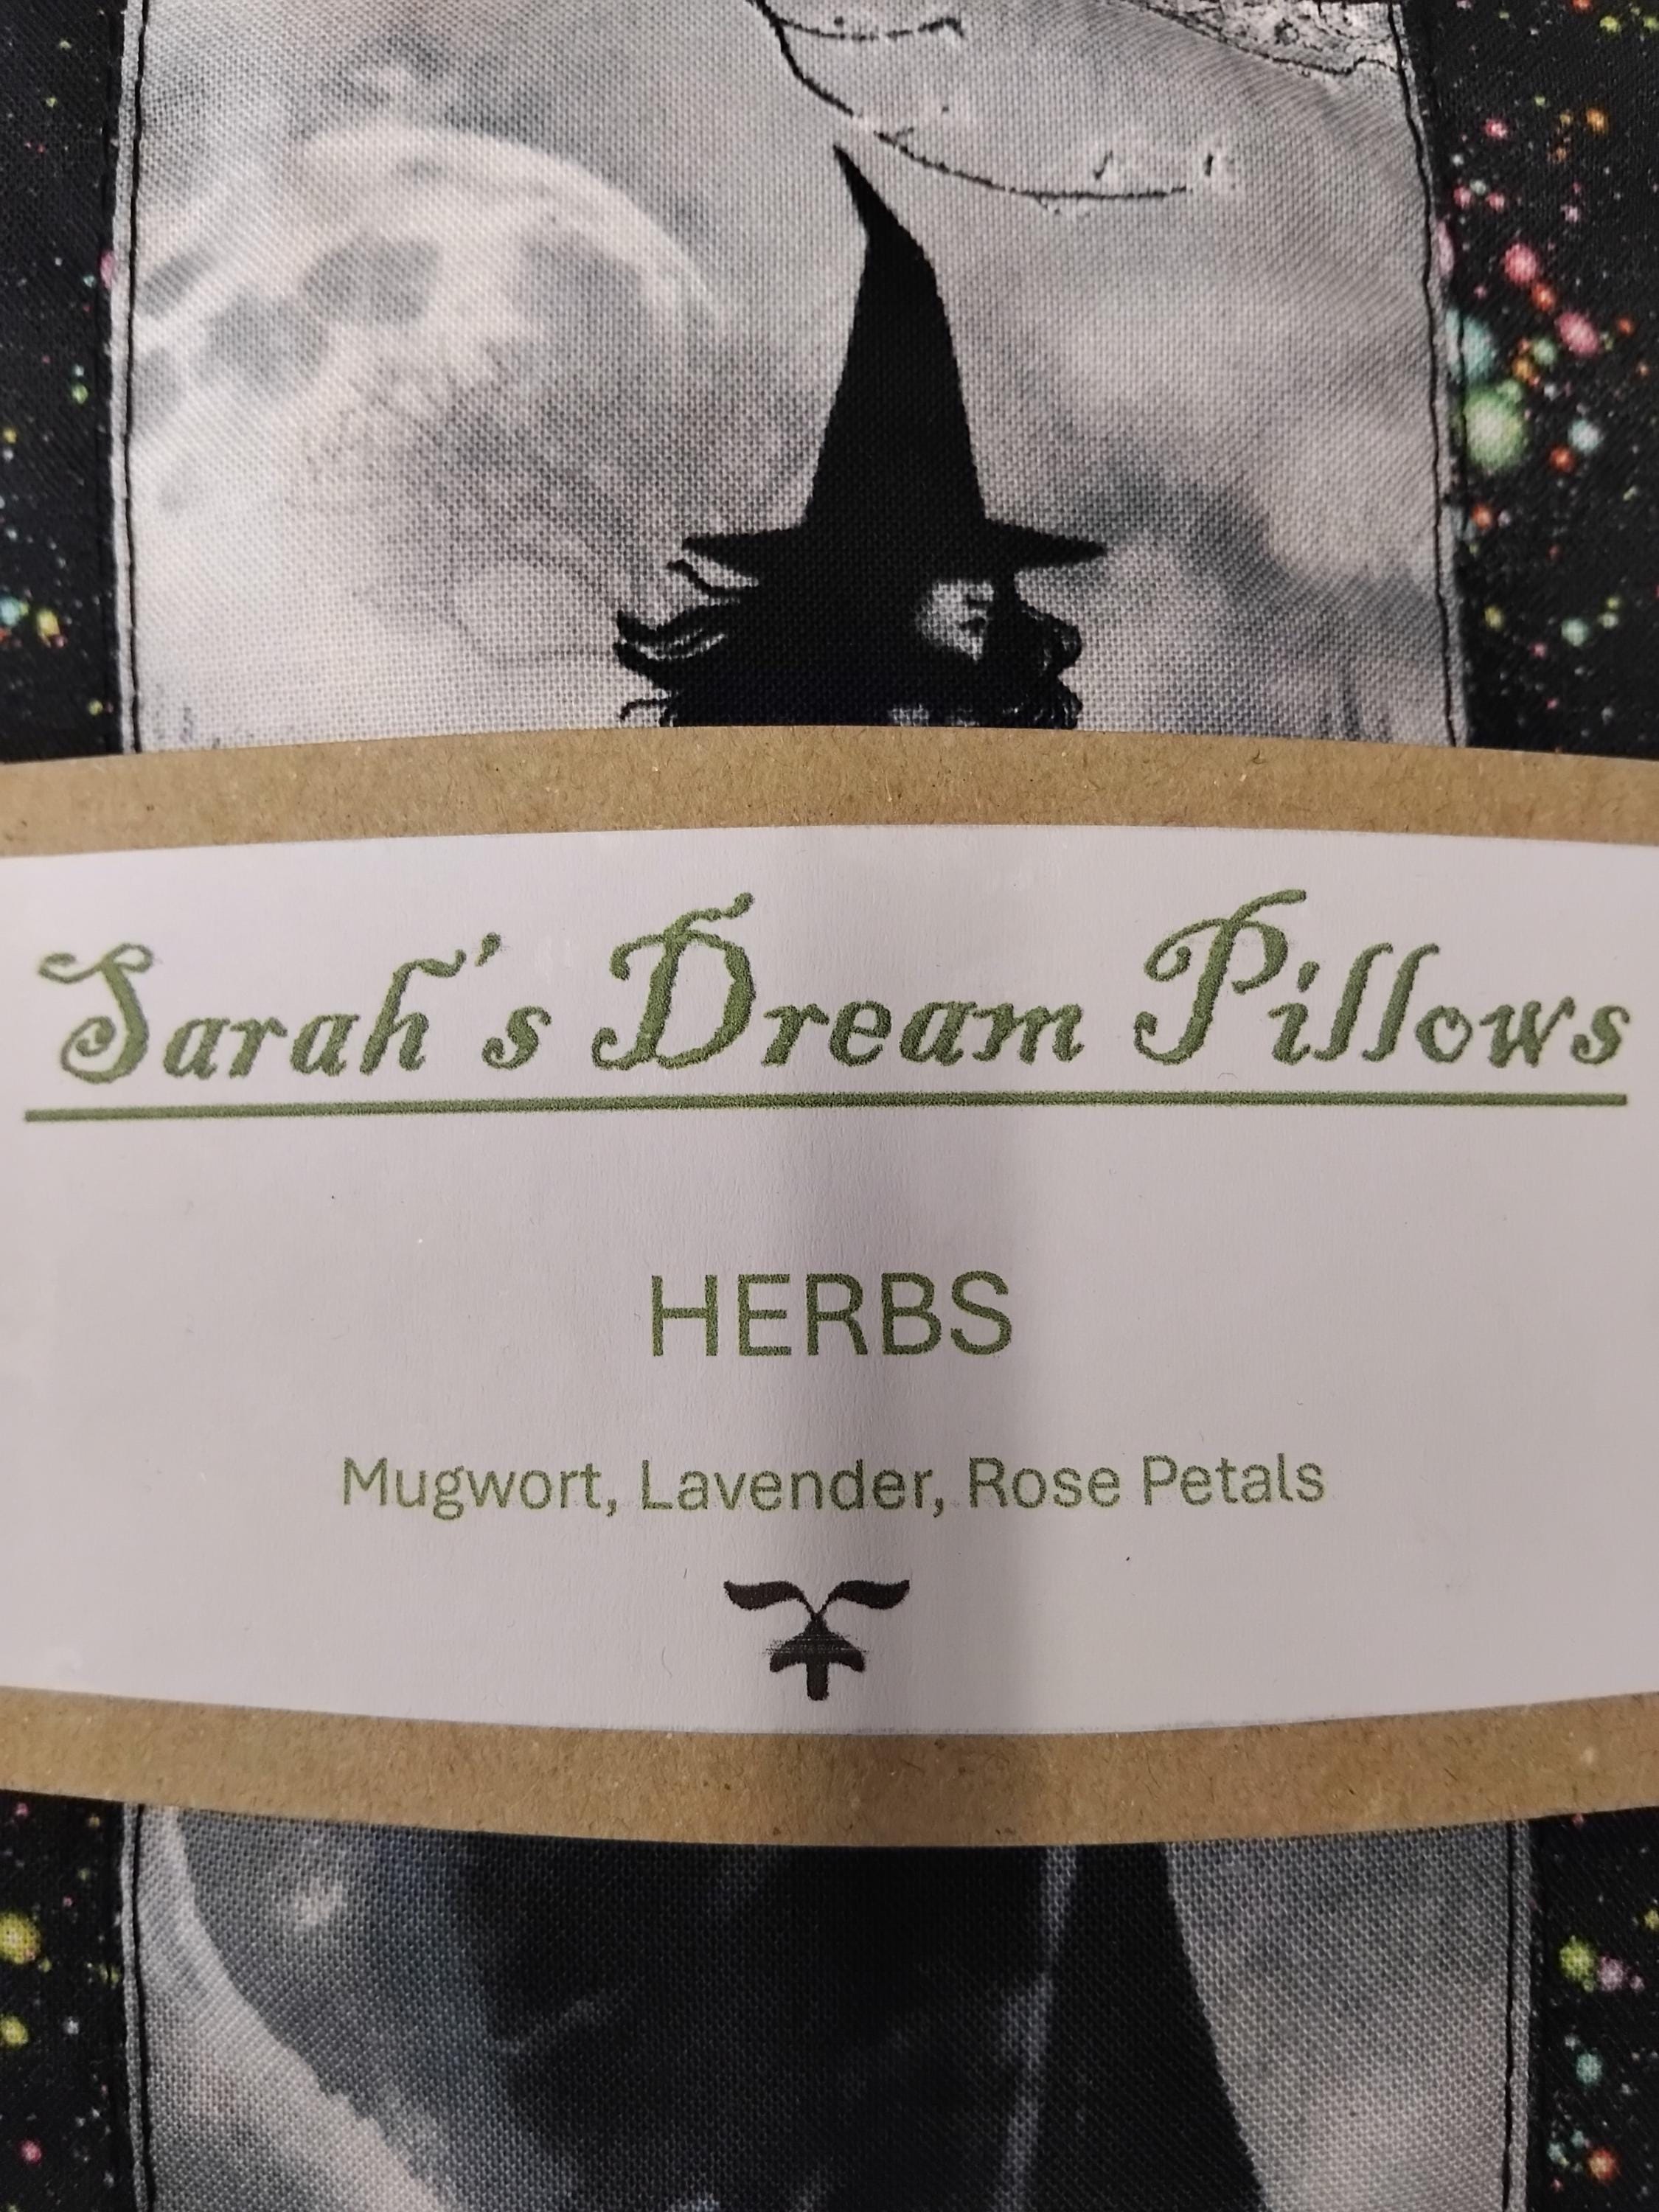 Sarah's Dream Pillows
HERBS
Mugwort, Lavender, Rose Petals